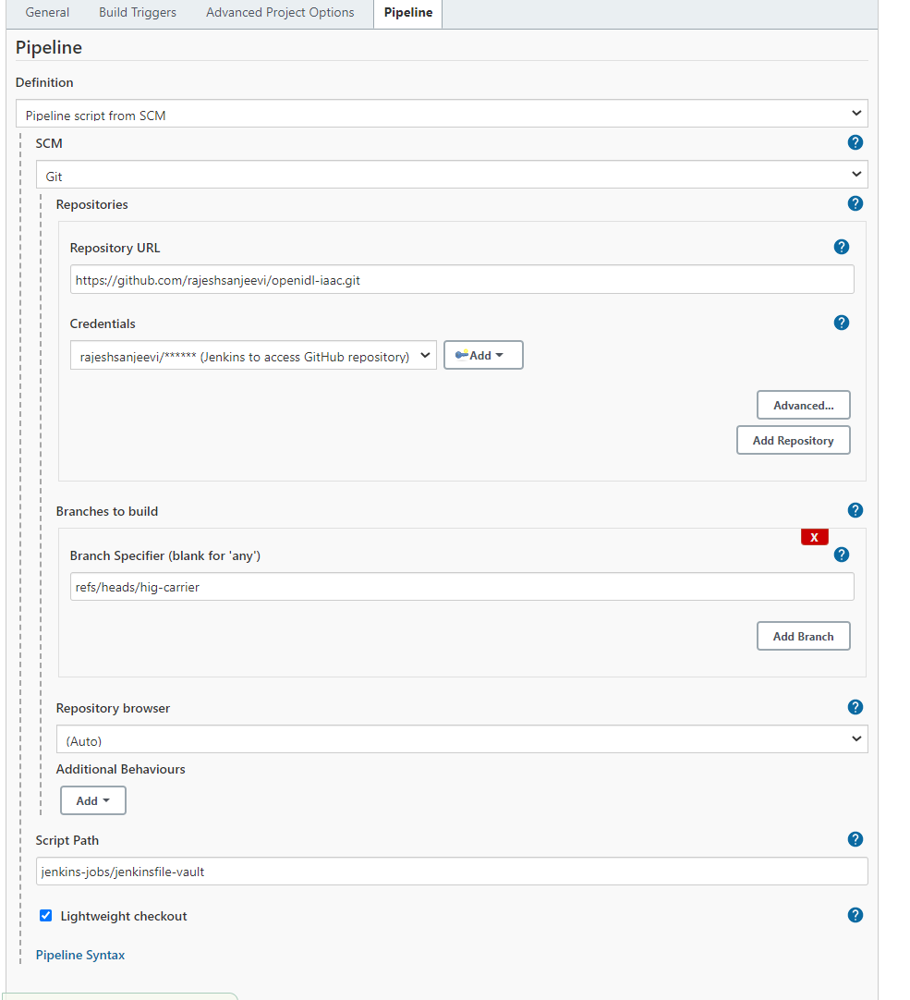 General Build Triggers Advanced Project Options Pipeline
Pipeline
Definition
Pipeline script from SCM
SCM
?
Git
Repositories
?
Repository URL
?
https://github.com/rajeshsanjeevi/openidl-iaac.git
Credentials
?
rajeshsanjeevi/****** (Jenkins to access GitHub repository)
Add
Advanced...
Add Repository
Branches to build
?
X
Branch Specifier (blank for 'any')
?
refs/heads/hig-carrier
Add Branch
Repository browser
?
(Auto)
Additional Behaviours
Add
Script Path
?
jenkins-jobs/jenkinsfile-vault
Lightweight checkout
?
Pipeline Syntax